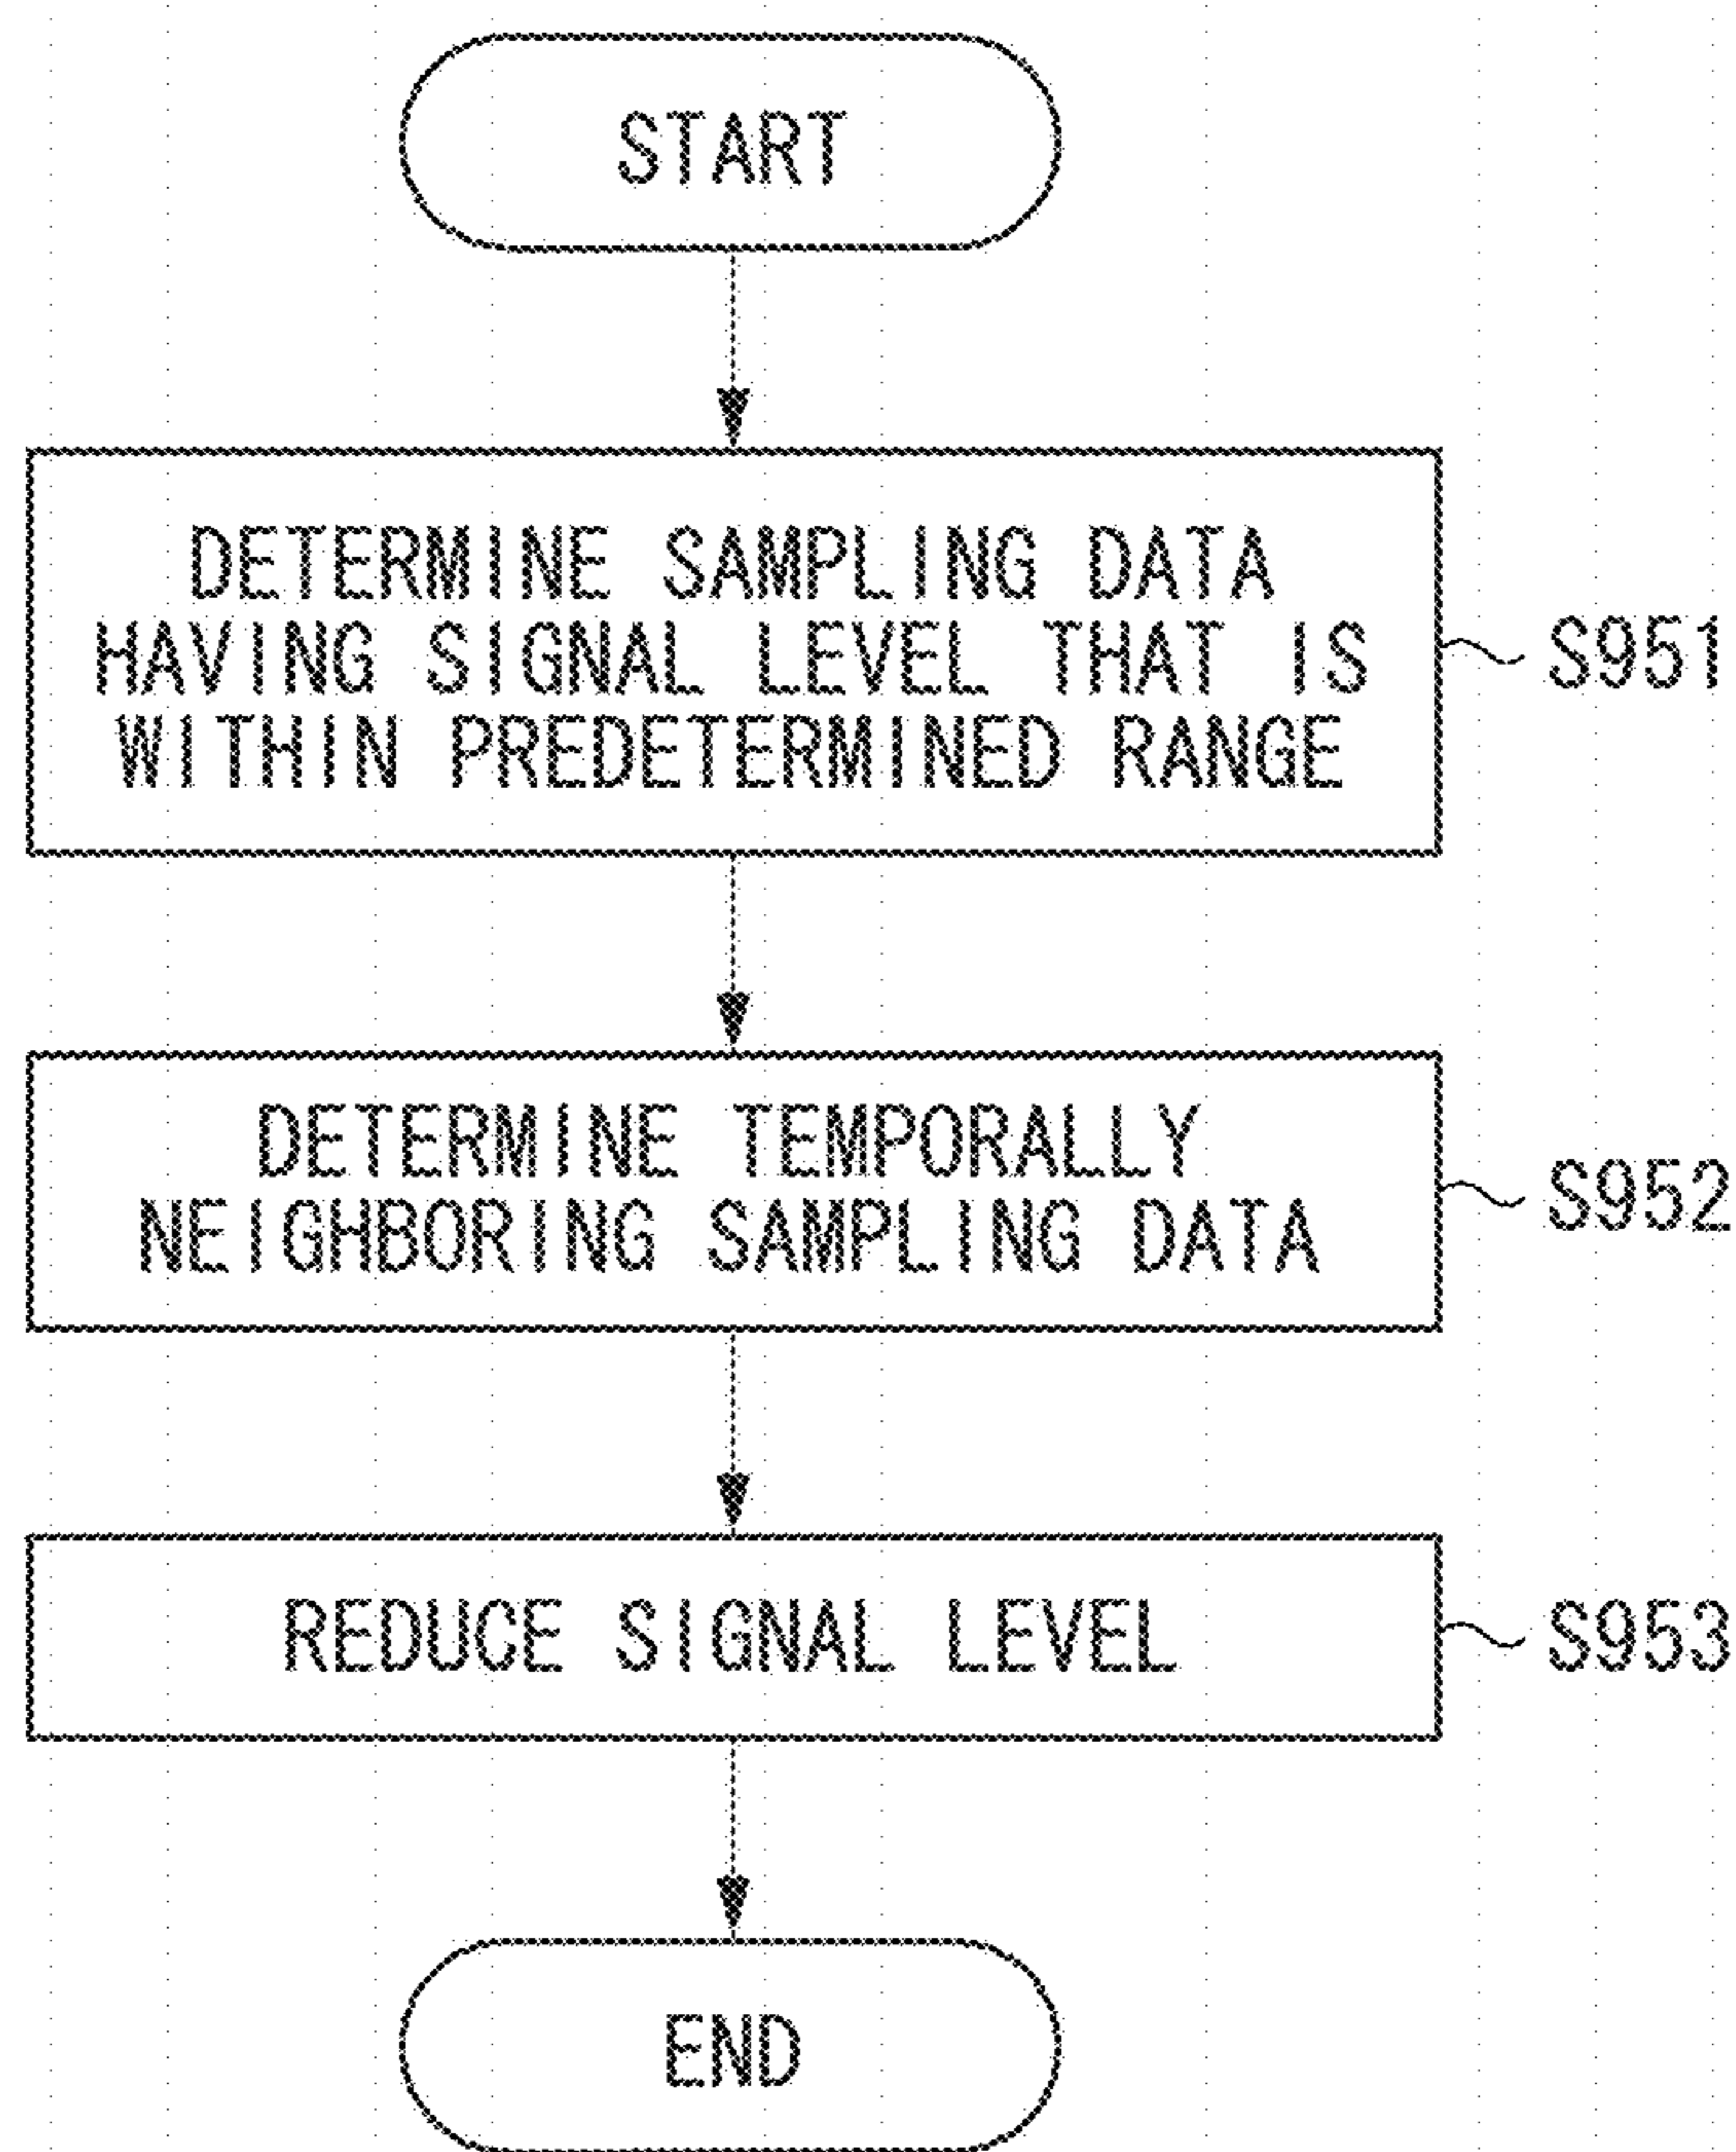 START
DETERMINE SAMPLING DATA
HAVING SIGNAL LEVEL THAT IS
WITHIN PREDETERMINED RANGE
S951
DETERMINE TEMPORALLY
NEIGHBORING SAMPLING DATA
S952
REDUCE SIGNAL LEVEL
S953
END